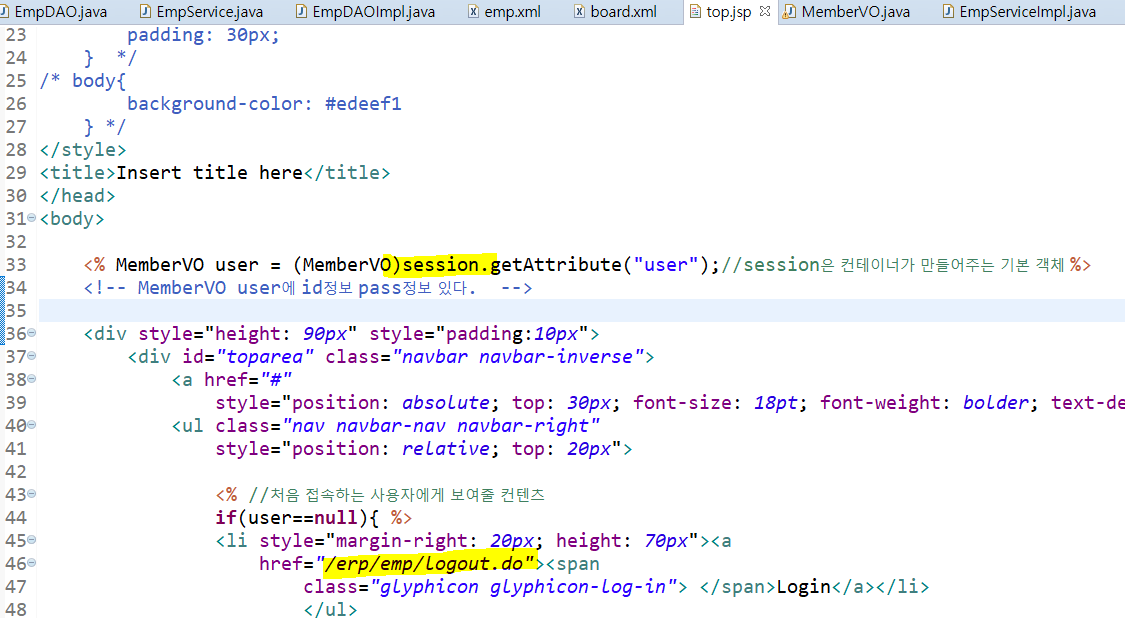 EmpDAO.java EmpService.java EmpDAOImpl.java emp.xml board.xml top.jsp MemberVO.java EmpServiceImpl.java
23 padding: 30px;
24 } */
25 /* body{
26 background-color: #edeef1
27 } */
28 </style>
29 <title>Insert title here</title>
30 </head>
31 <body>
32
33 <% MemberVO user = (MemberVO)session.getAttribute("user");//session은 컨테이너가 만들어주는 기본 객체 %>
34 <!-- MemberVO user에 id정보 pass정보 있다. -->
35
36 <div style="height: 90px" style="padding:10px">
37 <div id="toparea" class="navbar navbar-inverse">
38 <a href="#"
39 style="position: absolute; top: 30px; font-size: 18pt; font-weight: bolder; text-de
40 <ul class="nav navbar-nav navbar-right"
41 style="position: relative; top: 20px">
42
43 <% //처음 접속하는 사용자에게 보여줄 컨텐츠
44 if(user==null){ %>
45 <li style="margin-right: 20px; height: 70px"><a
46 href="/erp/emp/logout.do"><span
47 class="glyphicon glyphicon-log-in"> </span>Login</a></li>
48 </ul>